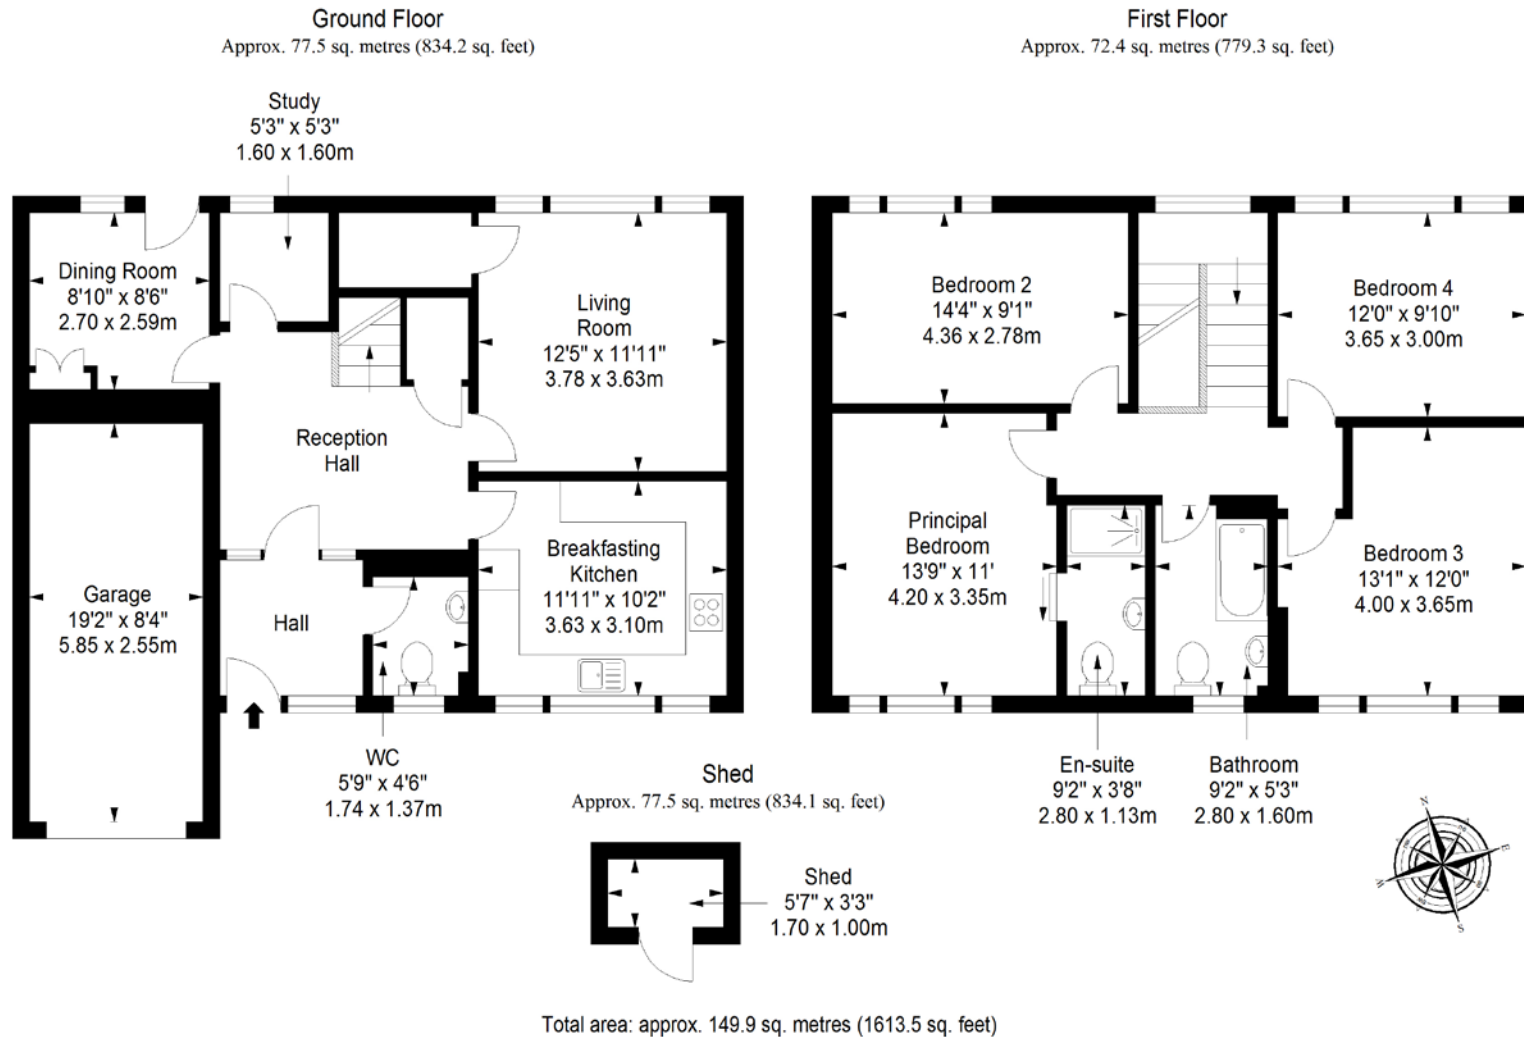 Ground Floor
Approx. 77.5 sq. metres (834.2 sq. feet)
First Floor
Approx. 72.4 sq. metres (779.3 sq. feet)
Study
5'3" x 5'3"
1.60 x 1.60m
Dining Room
8'10" x 8'6"
2.70 x 2.59m
Living
Room
12'5" x 11'11"
3.78 x 3.63m
Reception
Hall
Breakfasting
Kitchen
11'11" x 10'2"
3.63 x 3.10m
Garage
19'2" x 8'4"
5.85 x 2.55m
Hall
WC
5'9" x 4'6"
1.74 x 1.37m
Bedroom 2
14'4" x 9'1"
4.36 x 2.78m
Bedroom 4
12'0" x 9'10"
3.65 x 3.00m
Principal
Bedroom
13'9" x 11'
4.20 x 3.35m
Bedroom 3
13'1" x 12'0"
4.00 x 3.65m
En-suite
9'2" x 3'8"
2.80 x 1.13m
Bathroom
9'2" x 5'3"
2.80 x 1.60m
Shed
Approx. 77.5 sq. metres (834.1 sq. feet)
Shed
5'7" x 3'3"
1.70 x 1.00m
N
E
W
S
Total area: approx. 149.9 sq. metres (1613.5 sq. feet)